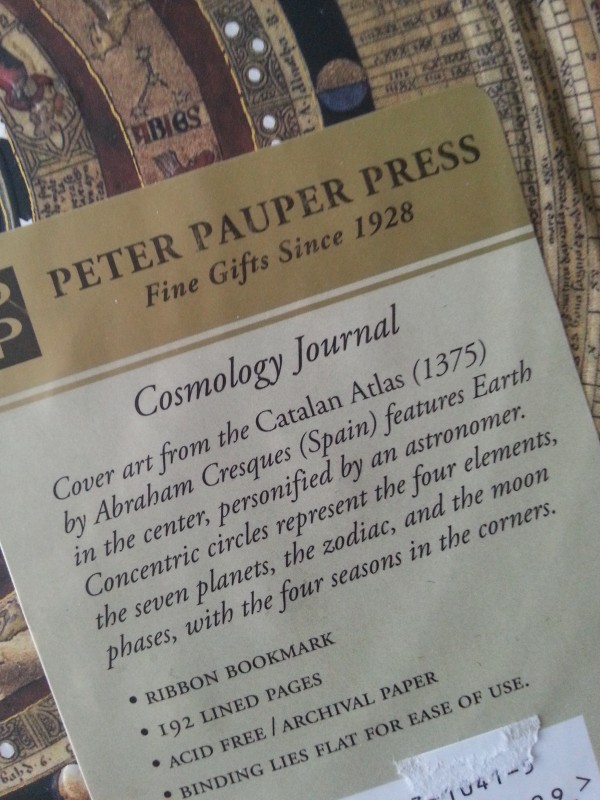 ABIES
PETER PAUPER PRESS
Fine Gifts Since 1928
Cosmology Journal
Cover art from the Catalan Atlas (1375)
by Abraham Cresques (Spain) features Earth
in the center, personified by an astronomer.
Concentric circles represent the four elements,
the seven planets, the zodiac, and the moon
phases, with the four seasons in the corners.
• RIBBON BOOKMARK
• 192 LINED PAGES
• ACID FREE / ARCHIVAL PAPER
• BINDING LIES FLAT FOR EASE OF USE.